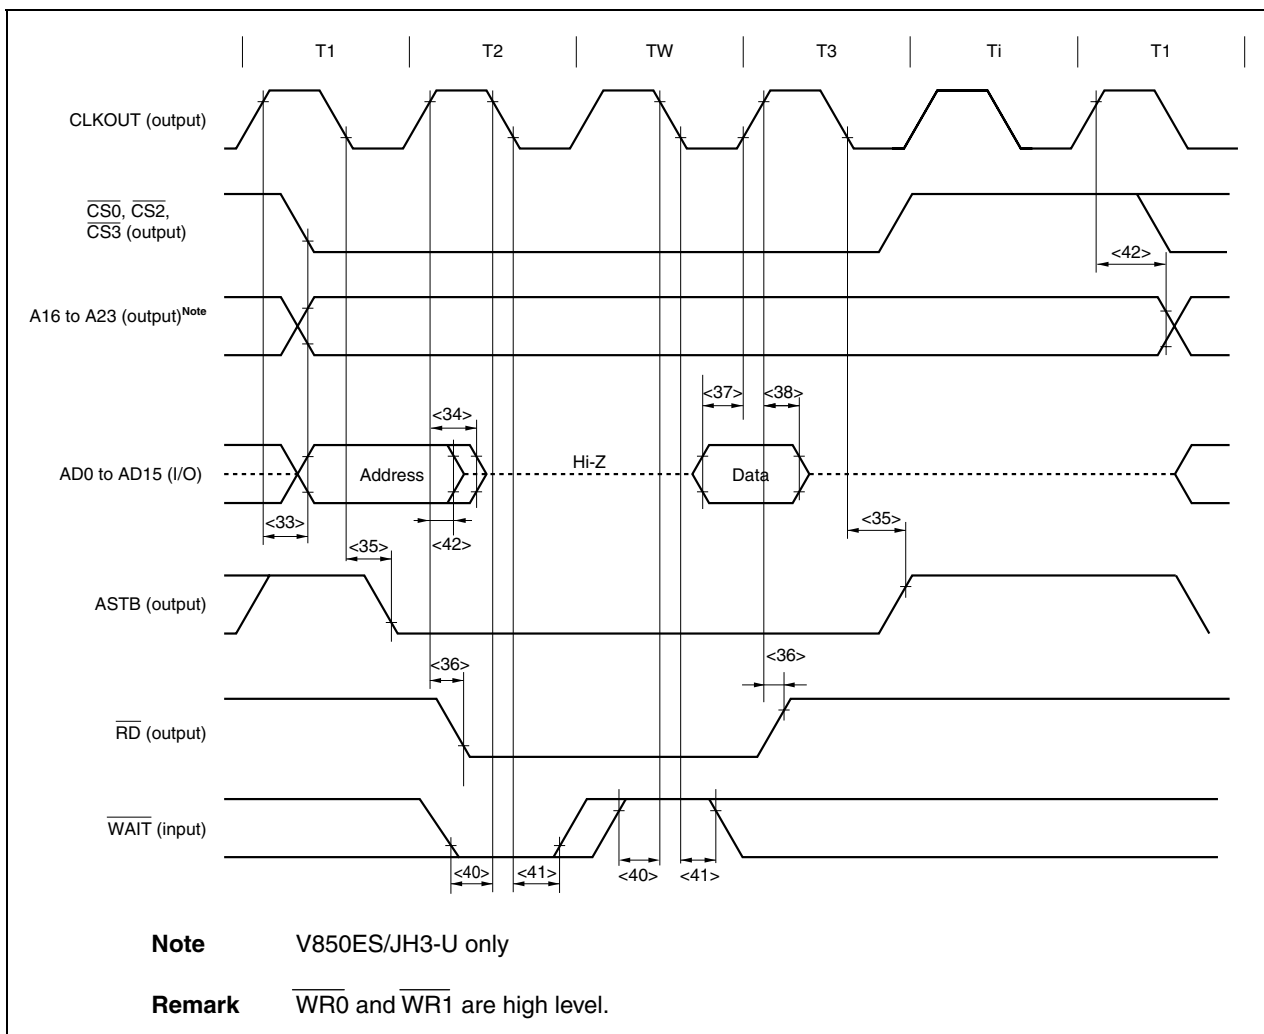 T1 T2 TW T3 Ti T1
CLKOUT (output)
CS0, CS2,
CS3 (output)
<42>
A16 to A23 (output)Note
<37> <38>
<34>
Hi-Z
AD0 to AD15 (I/O) Address Data
<33> <42> <35>
<35>
ASTB (output)
<36> <36>
RD (output)
WAIT (input)
<40> <41> <40> <41>
Note V850ES/JH3-U only
Remark WR0 and WR1 are high level.